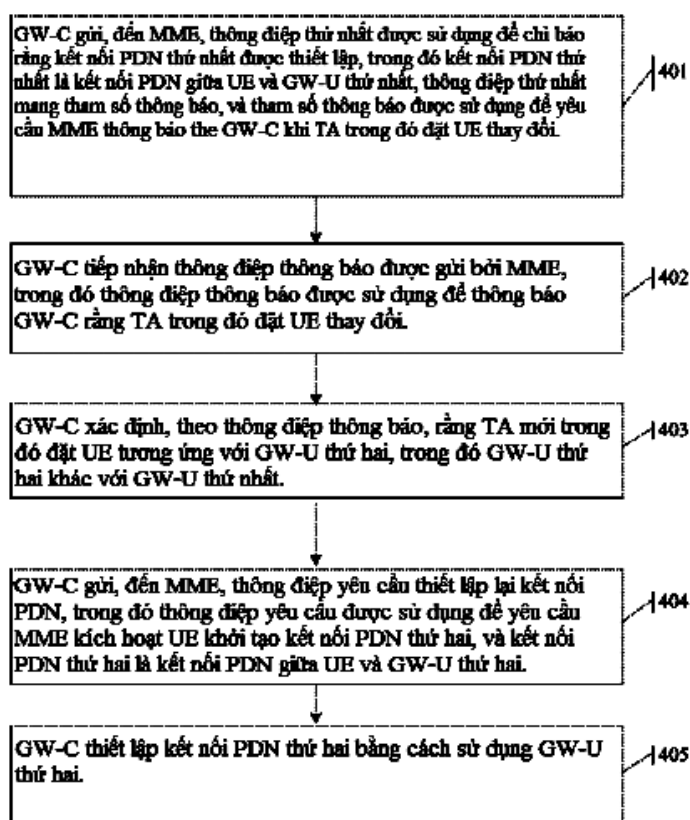 GW-C gửi, đến MME, thông điệp thứ nhất được sử dụng để chỉ báo
rằng kết nối PDN thứ nhất được thiết lập, trong đó kết nối PDN thứ
nhất là kết nối PDN giữa UE và GW-U thứ nhất, thông điệp thứ nhất
mang tham số thông báo, và tham số thông báo được sử dụng để yêu
cầu MME thông báo the GW-C khi TA trong đó đặt UE thay đổi.
401
GW-C tiếp nhận thông điệp thông báo được gửi bởi MME,
trong đó thông điệp thông báo được sử dụng để thông báo
GW-C rằng TA trong đó đặt UE thay đổi.
402
GW-C xác định, theo thông điệp thông báo, rằng TA mới trong
đó đặt UE tương ứng với GW-U thứ hai, trong đó GW-U thứ
hai khác với GW-U thứ nhất.
403
GW-C gửi, đến MME, thông điệp yêu cầu thiết lập lại kết nối
PDN, trong đó thông điệp yêu cầu được sử dụng để yêu cầu
MME kích hoạt UE khởi tạo kết nối PDN thứ hai, và kết nối
PDN thứ hai là kết nối PDN giữa UE và GW-U thứ hai.
404
GW-C thiết lập kết nối PDN thứ hai bằng cách sử dụng GW-U
thứ hai.
405